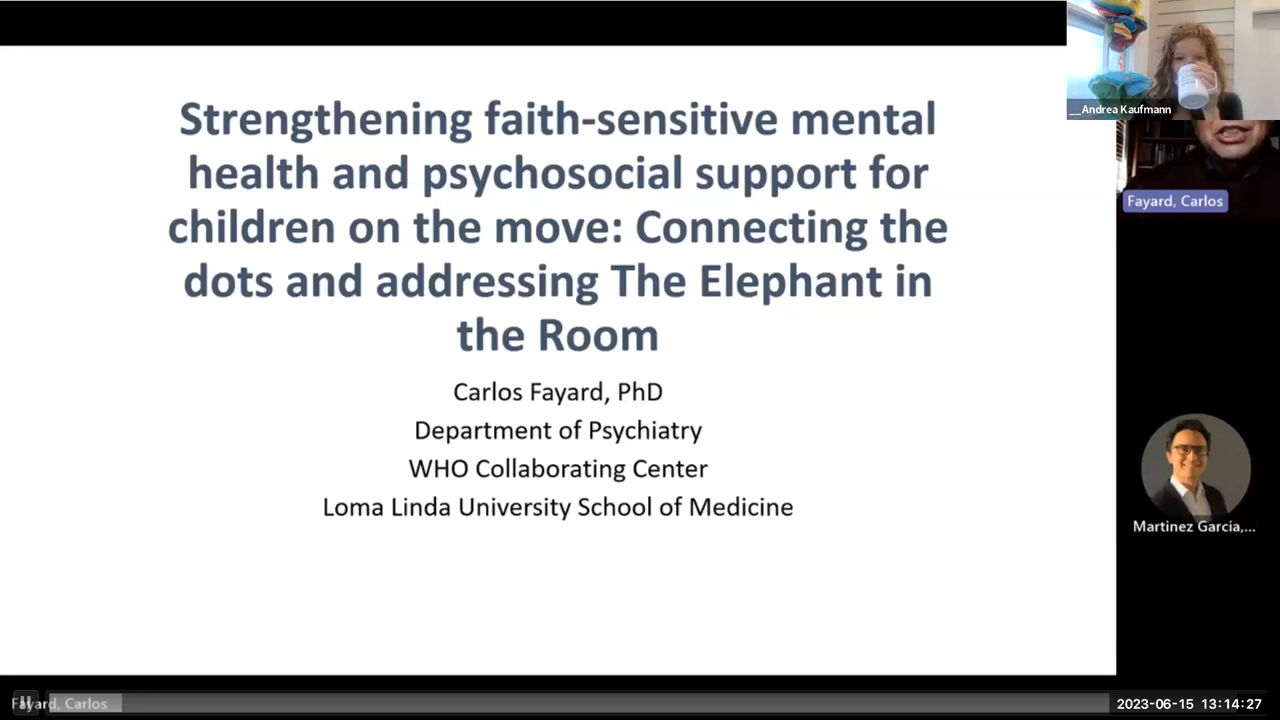 Strengthening faith-sensitive mental
health and psychosocial support for
children on the move: Connecting the
dots and addressing The Elephant in
the Room
Carlos Fayard, PhD
Department of Psychiatry
WHO Collaborating Center
Loma Linda University School of Medicine
__Andrea Kaufmann
Fayard, Carlos
Martinez Garcia,...
Fayard, Carlos
2023-06-15 13:14:27